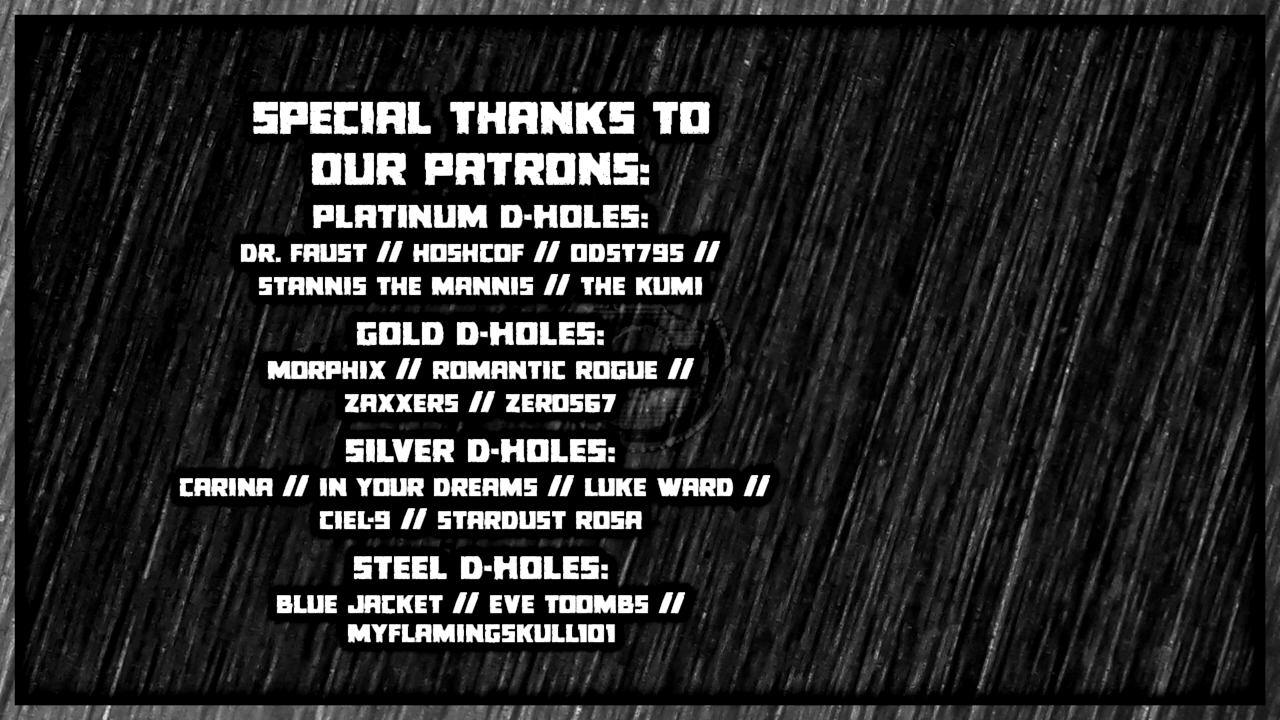 SPECIAL THANKS TO
OUR PATRONS:
PLATINUM D-HOLES:
DR. FAUST // HOSHCOF // ODST795 //
STANNIS THE MANNIS // THE KUMI
GOLD D-HOLES:
MORPHIX // ROMANTIC ROGUE //
ZAXXERS // ZERO567
SILVER D-HOLES:
CARINA // IN YOUR DREAMS // LUKE WARD //
CIEL-9 // STARDUST ROSA
STEEL D-HOLES:
BLUE JACKET // EVE TOOMBS //
MYFLAMINGSKULL101